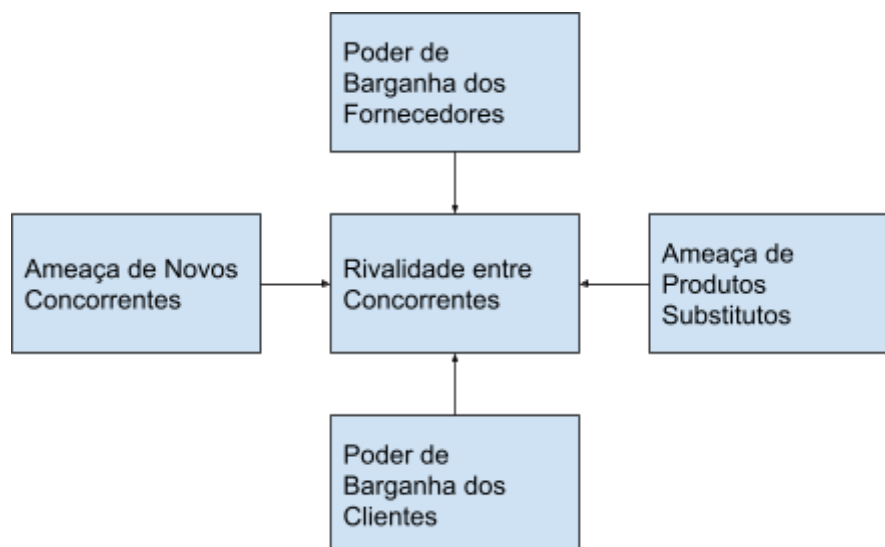 Poder de
Barganha dos
Fornecedores
Ameaça de Novos
Concorrentes
Rivalidade entre
Concorrentes
Ameaça de
Produtos
Substitutos
Poder de
Barganha dos
Clientes